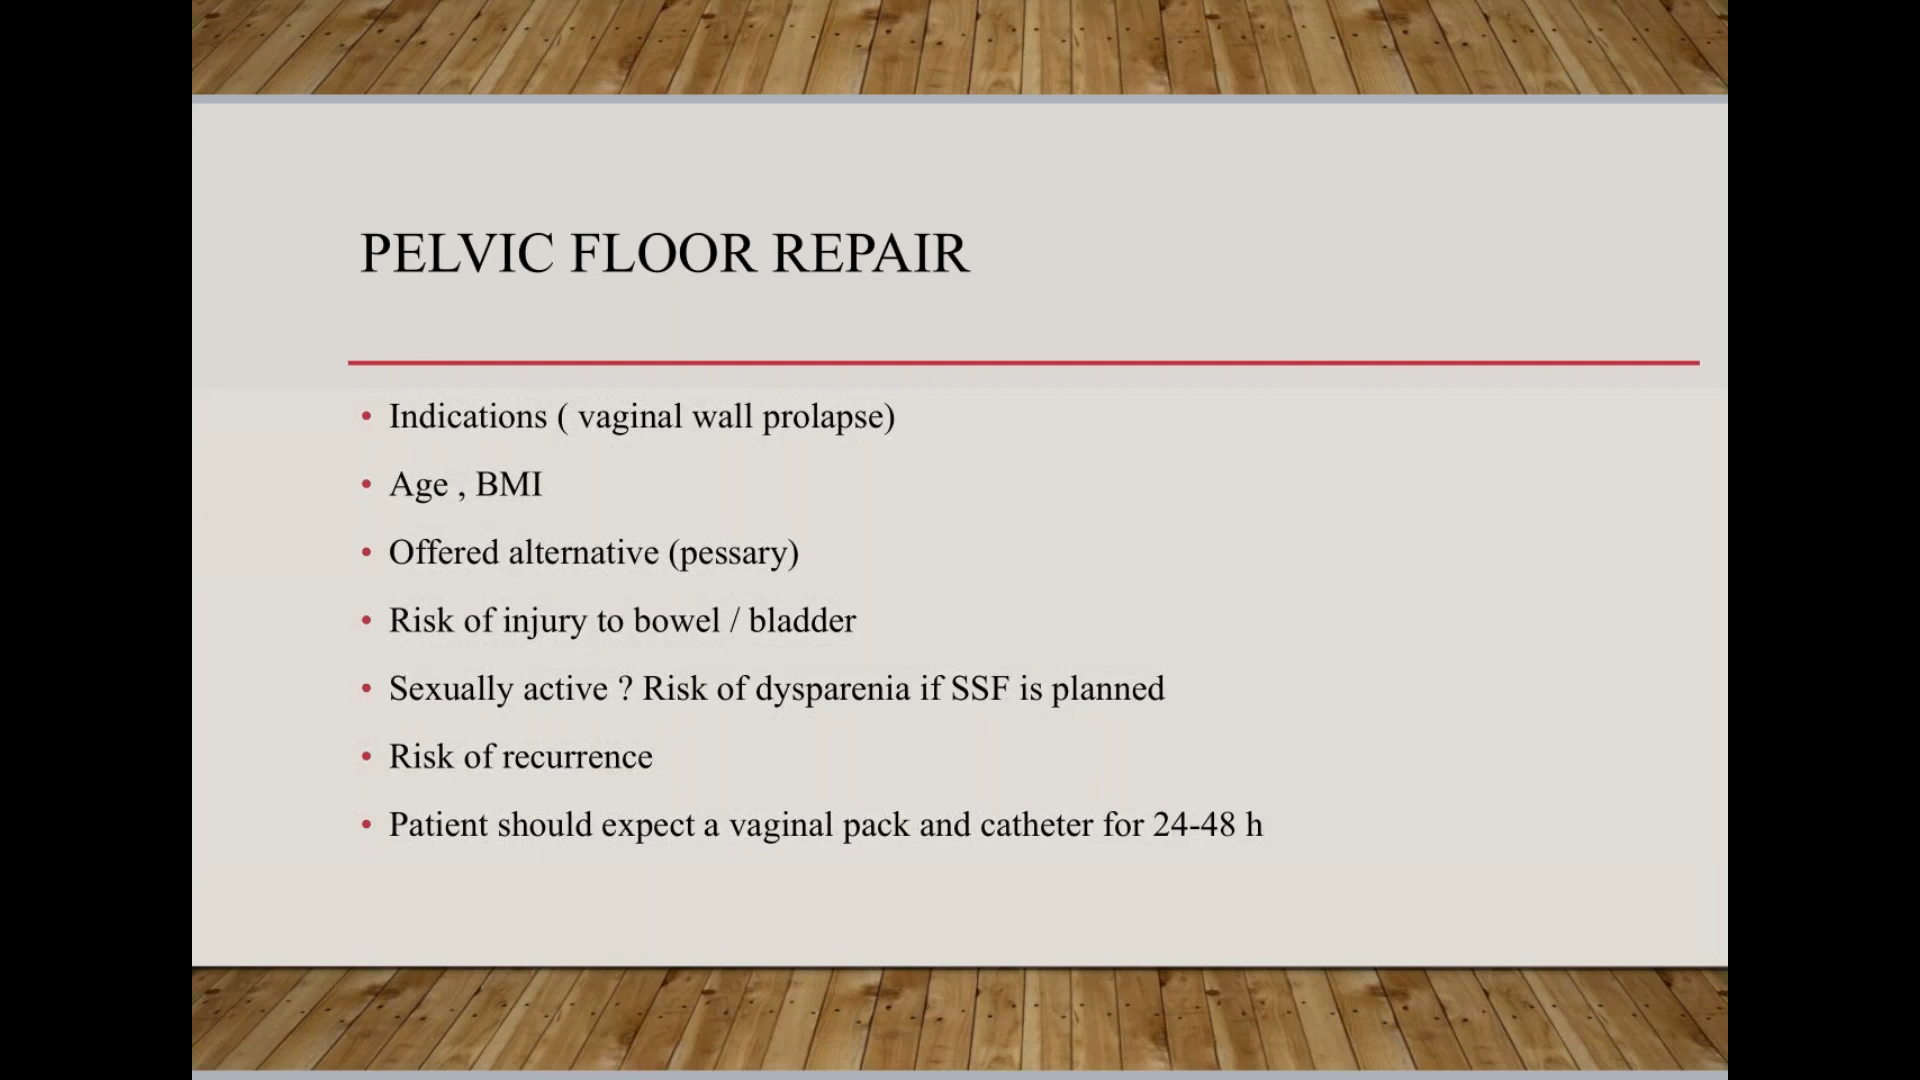 PELVIC FLOOR REPAIR
• Indications ( vaginal wall prolapse)
• Age , BMI
• Offered alternative (pessary)
• Risk of injury to bowel / bladder
• Sexually active ? Risk of dysparenia if SSF is planned
• Risk of recurrence
• Patient should expect a vaginal pack and catheter for 24-48 h